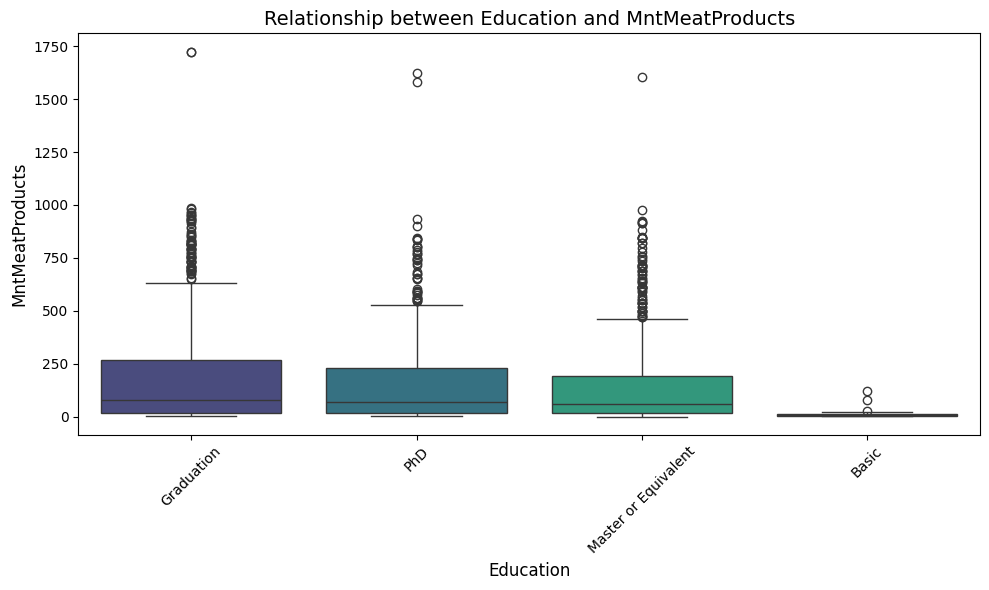 Relationship between Education and MntMeatProducts
MntMeatProducts
1750
1500
1250
1000
750
500
250
0
Graduation
PhD
Master or Equivalent
Basic
Education